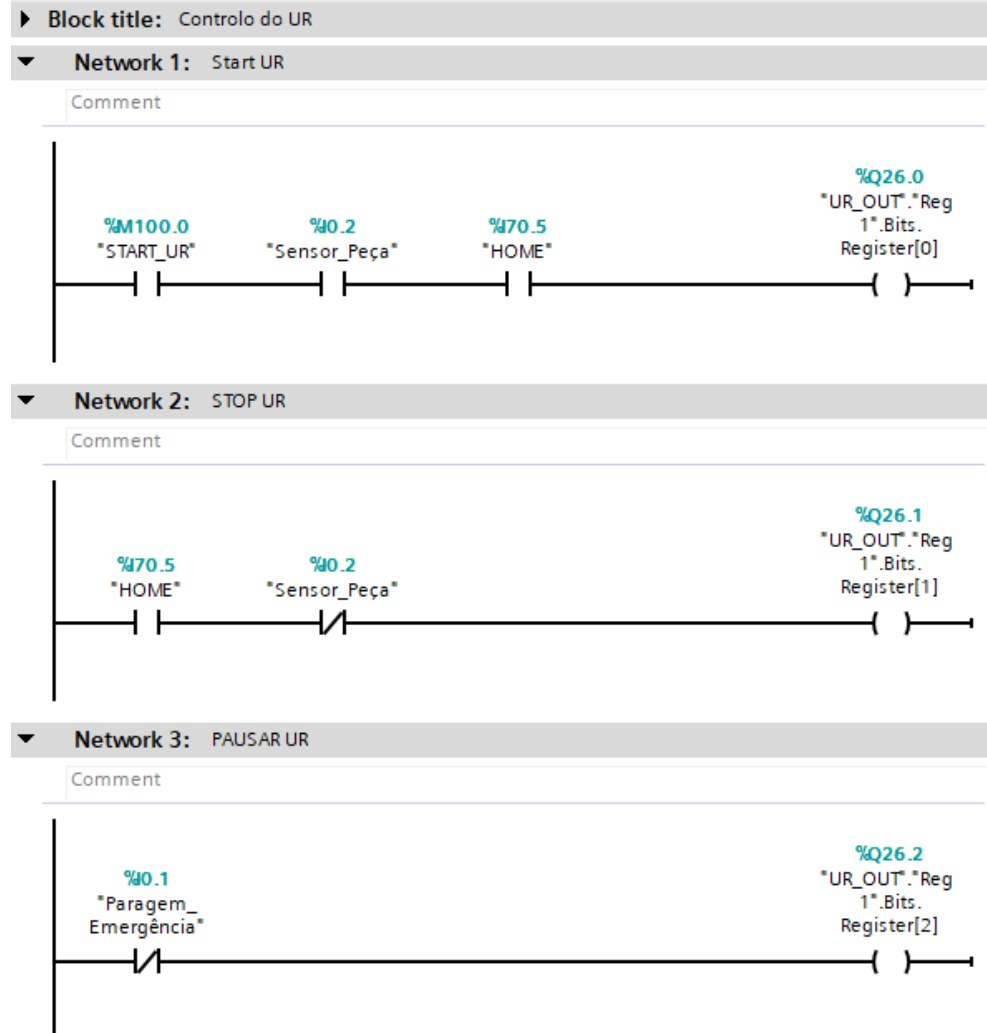 Block title: Controlo do UR
Network 1: Start UR
Comment
%M100.0
"START_UR"
%I0.2
"Sensor_Peça"
%I70.5
"HOME"
%Q26.0
"UR_OUT"."Reg
1".Bits.
Register[0]
Network 2: STOP UR
Comment
%I70.5
"HOME"
%I0.2
"Sensor_Peça"
%Q26.1
"UR_OUT"."Reg
1".Bits.
Register[1]
Network 3: PAUSAR UR
Comment
%I0.1
"Paragem_
Emergência"
%Q26.2
"UR_OUT"."Reg
1".Bits.
Register[2]